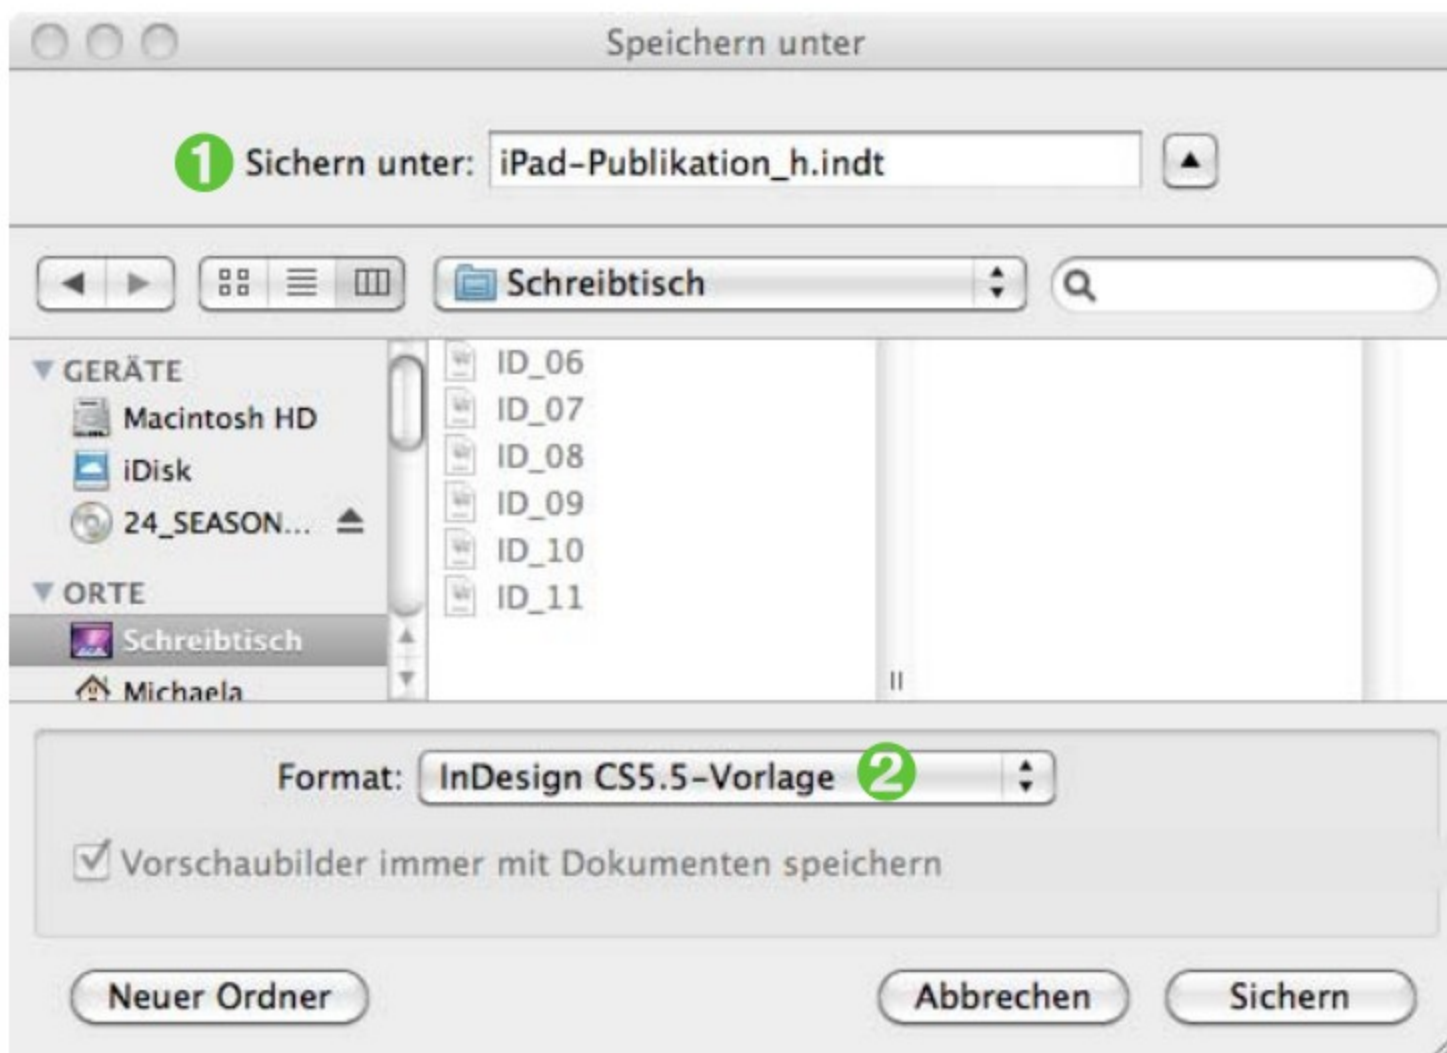 Speichern unter
1 Sichern unter: iPad-Publikation_h.indt
Schreibtisch
GERÄTE
Macintosh HD
iDisk
24_SEASON...
ORTE
Schreibtisch
Michaela
ID_06
ID_07
ID_08
ID_09
ID_10
ID_11
Format: InDesign CS5.5-Vorlage 2
Vorschaubilder immer mit Dokumenten speichern
Neuer Ordner Abbrechen Sichern